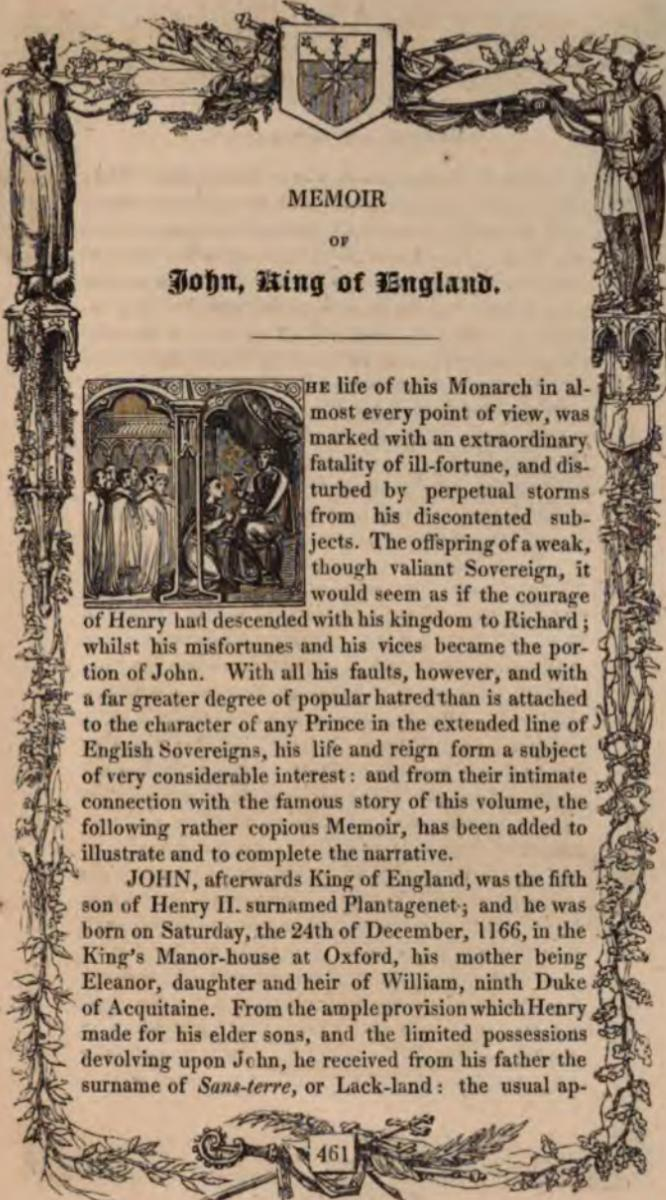 MEMOIR
OF
John, King of England.
THE life of this Monarch in al-
most every point of view, was
marked with an extraordinary
fatality of ill-fortune, and dis-
turbed by perpetual storms
from his discontented sub-
jects. The offspring of a weak,
though valiant Sovereign, it
would seem as if the courage
of Henry had descended with his kingdom to Richard;
whilst his misfortunes and his vices became the por-
tion of John. With all his faults, however, and with
a far greater degree of popular hatred than is attached
to the character of any Prince in the extended line of
English Sovereigns, his life and reign form a subject
of very considerable interest: and from their intimate
connection with the famous story of this volume, the
following rather copious Memoir, has been added to
illustrate and to complete the narrative.
JOHN, afterwards King of England, was the fifth
son of Henry II. surnamed Plantagenet; and he was
born on Saturday, the 24th of December, 1166, in the
King's Manor-house at Oxford, his mother being
Eleanor, daughter and heir of William, ninth Duke
of Acquitaine. From the ample provision which Henry
made for his elder sons, and the limited possessions
devolving upon John, he received from his father the
surname of Sans-terre, or Lack-land: the usual ap-
461